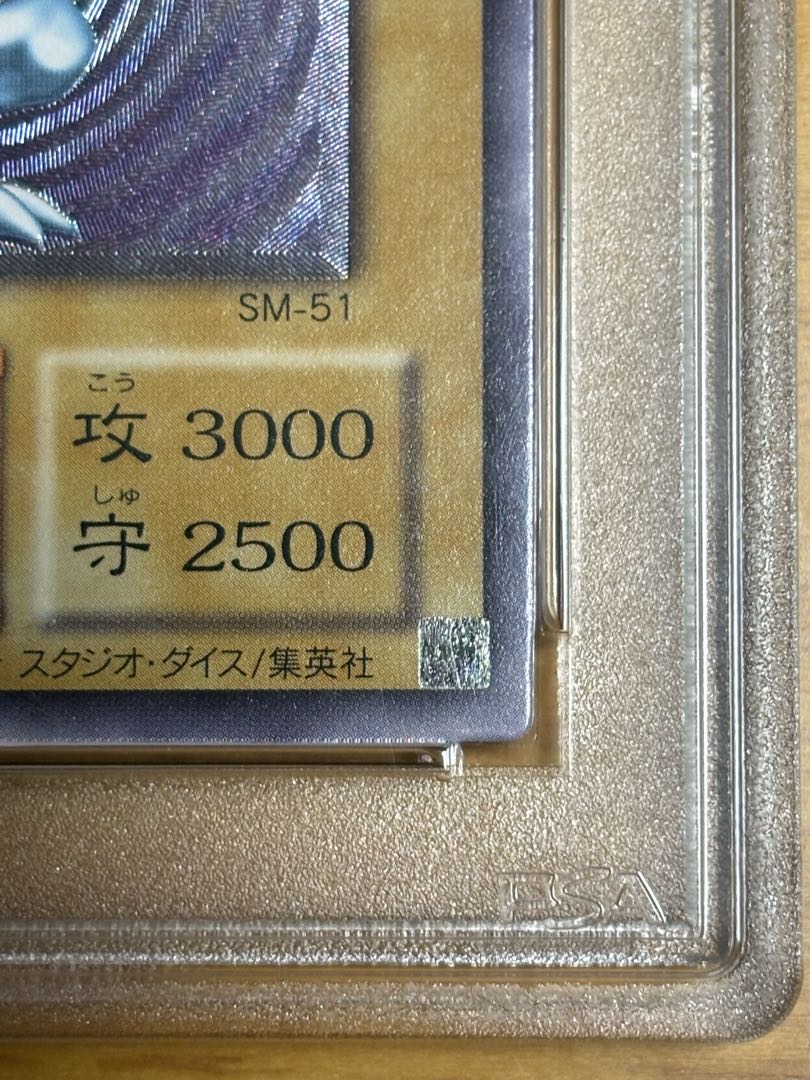 SM-51
こう
攻 3000
しゅ
守 2500
スタジオ・ダイス/集英社
PSA